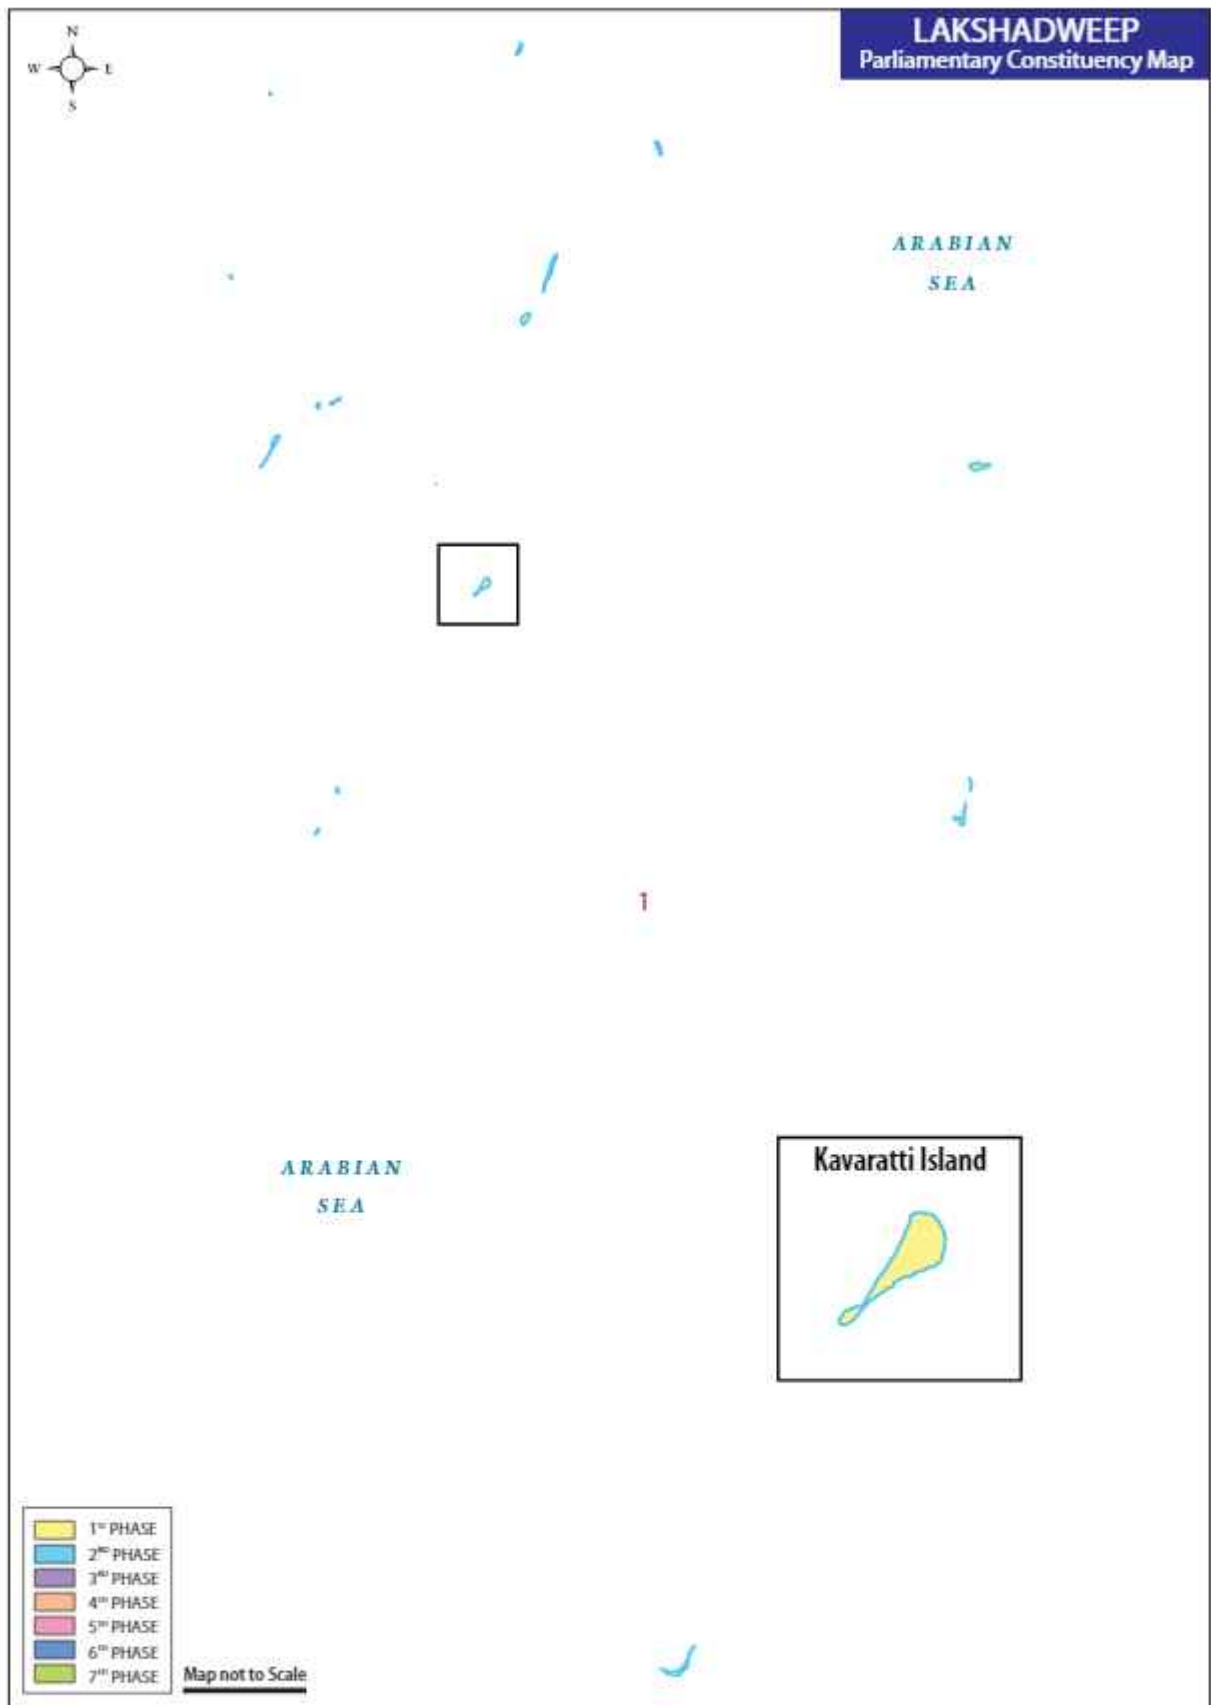 LAKSHADWEEP
Parliamentary Constituency Map
N
W E
S
ARABIAN
SEA
1
ARABIAN
SEA
Kavaratti Island
1ST PHASE
2ND PHASE
3RD PHASE
4TH PHASE
5TH PHASE
6TH PHASE
7TH PHASE
Map not to Scale